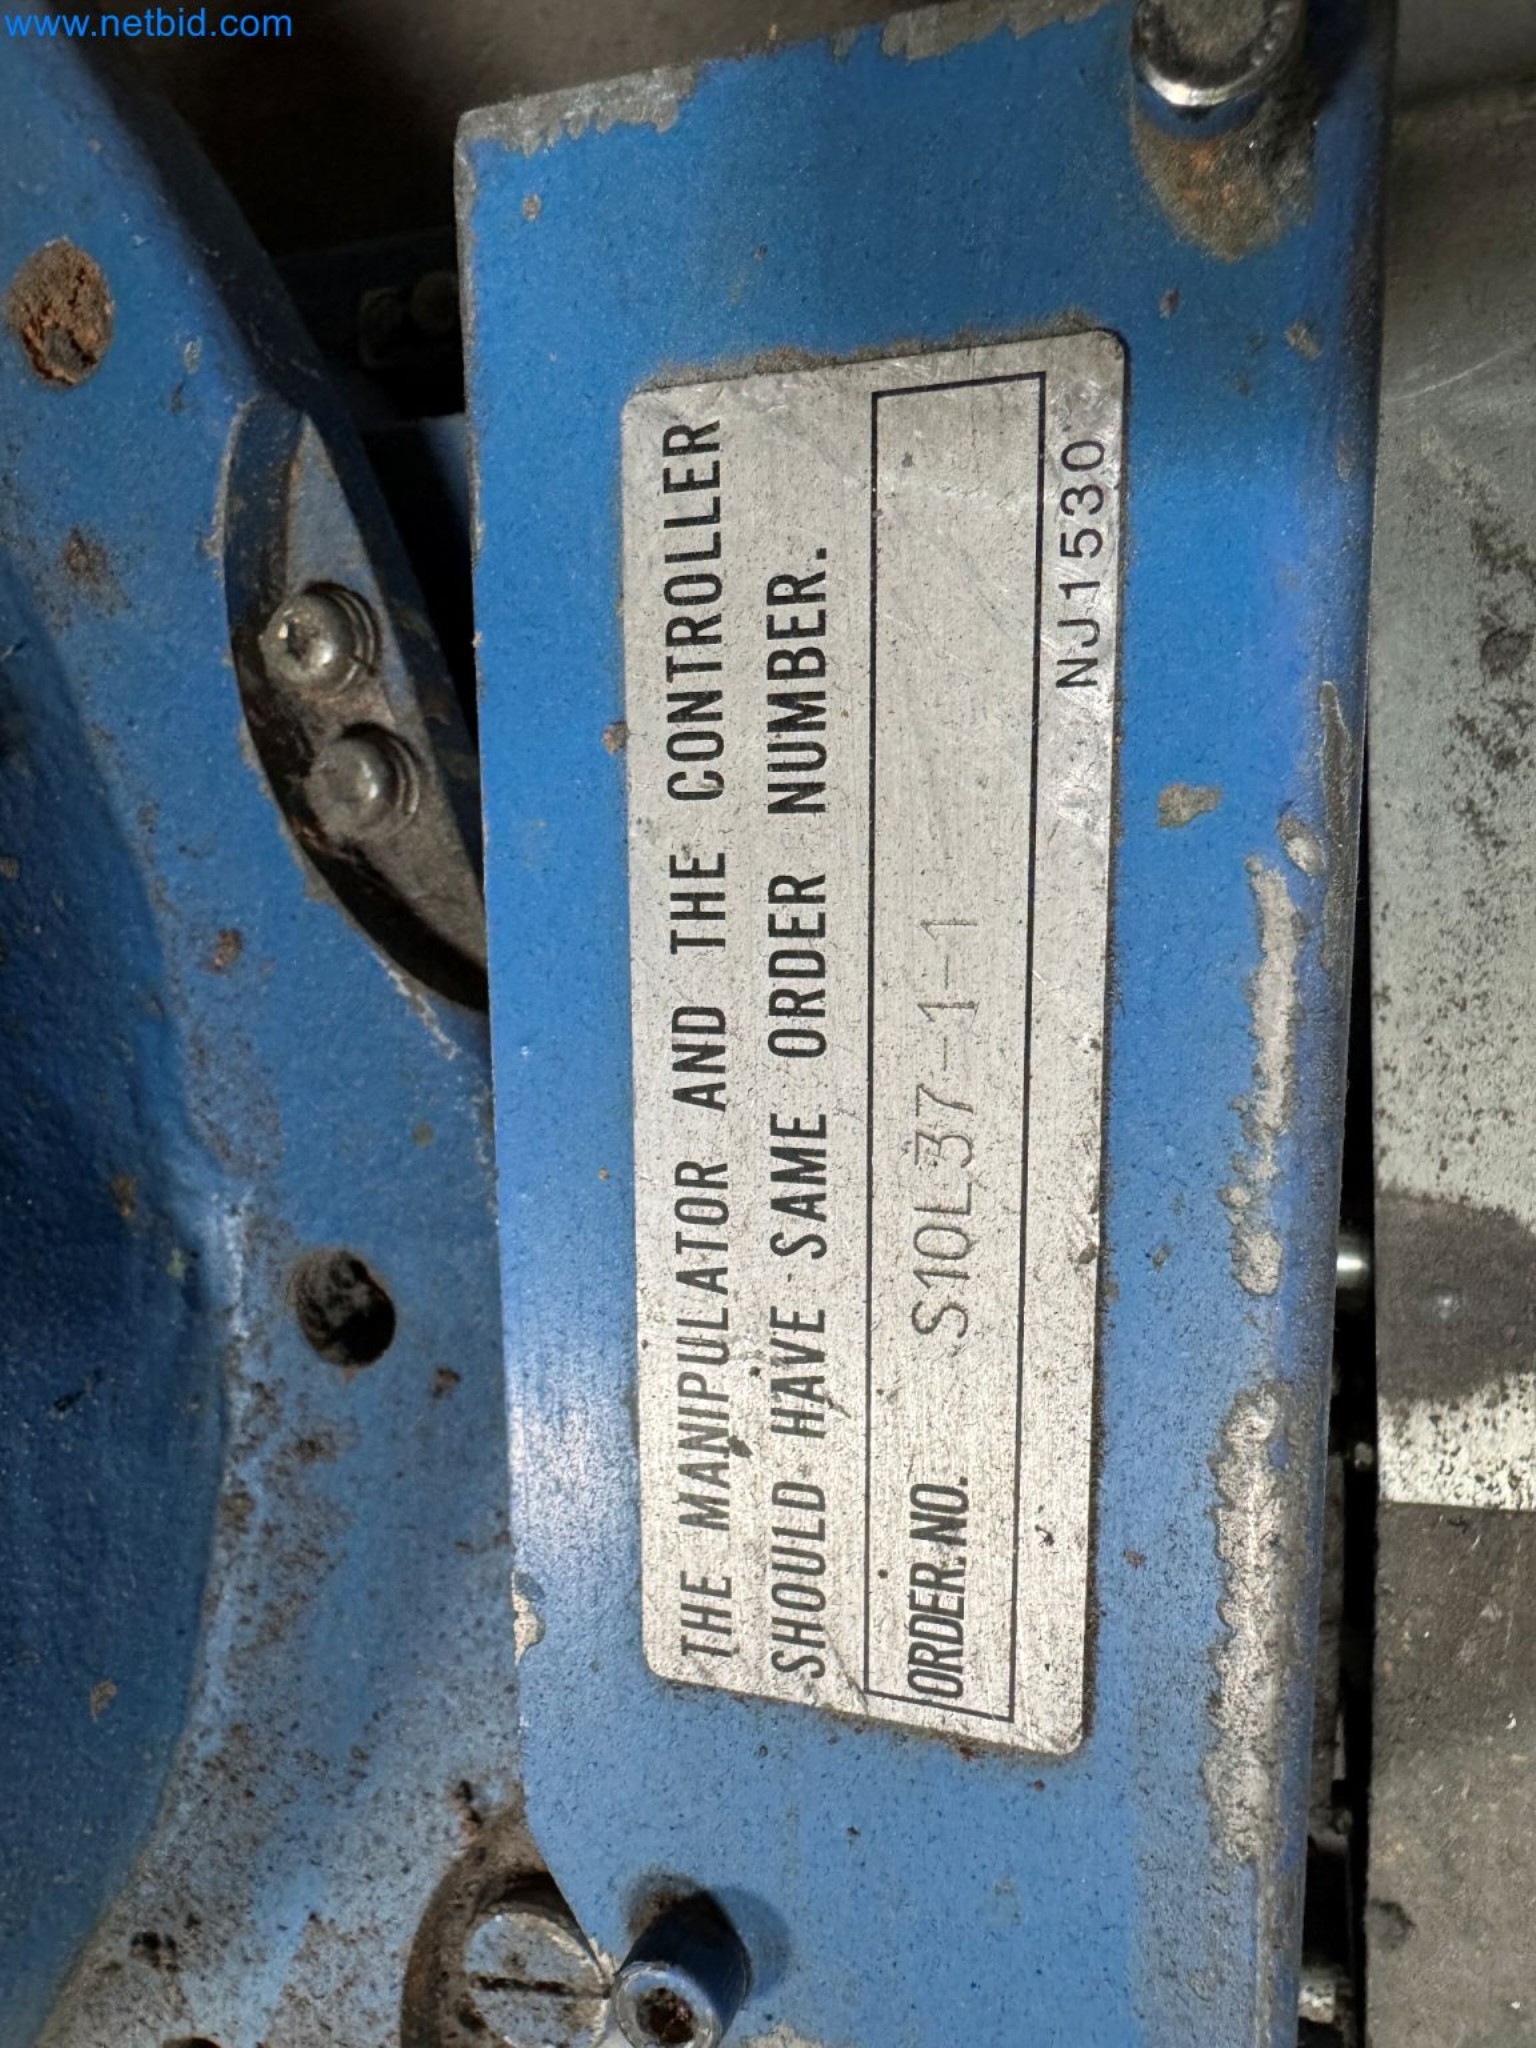 www.netbid.com
THE MANIPULATOR AND THE CONTROLLER
SHOULD HAVE SAME ORDER NUMBER.
ORDER.NO. S10L37-1-1
NJ1530